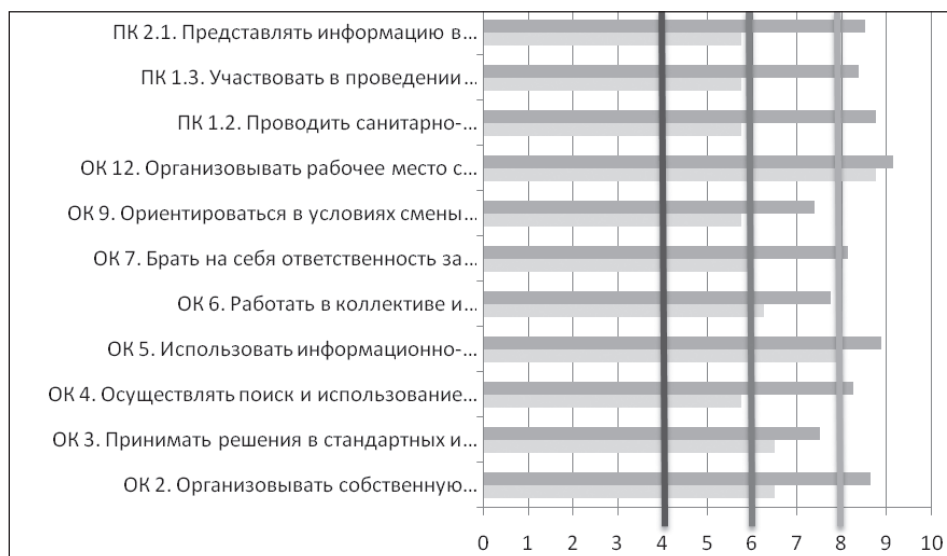 ПК 2.1. Представлять информацию в...
ПК 1.3. Участвовать в проведении...
ПК 1.2. Проводить санитарно-...
ОК 12. Организовывать рабочее место с...
ОК 9. Ориентироваться в условиях смены...
ОК 7. Брать на себя ответственность за...
ОК 6. Работать в коллективе и...
ОК 5. Использовать информационно-...
ОК 4. Осуществлять поиск и использование...
ОК 3. Принимать решения в стандартных и...
ОК 2. Организовывать собственную...
0 1 2 3 4 5 6 7 8 9 10